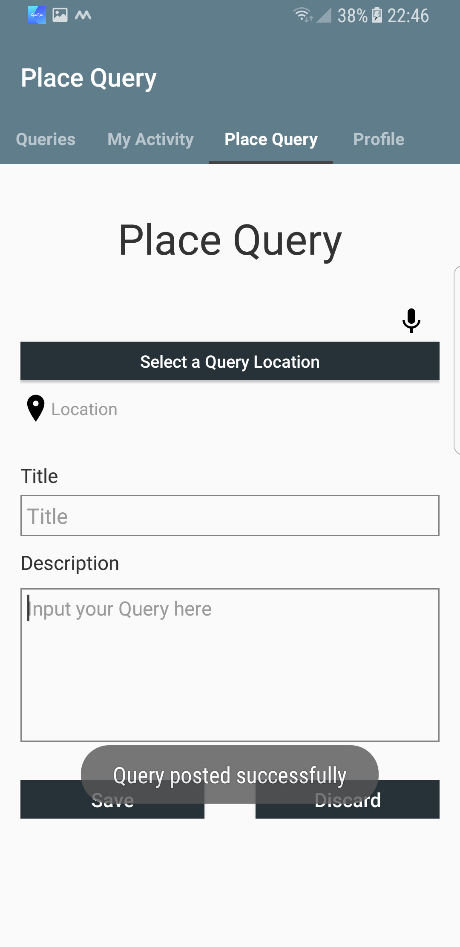 38% 22:46
Place Query
Queries My Activity Place Query Profile
Place Query
Select a Query Location
Location
Title
Title
Description
Input your Query here
Query posted successfully
Save Discard